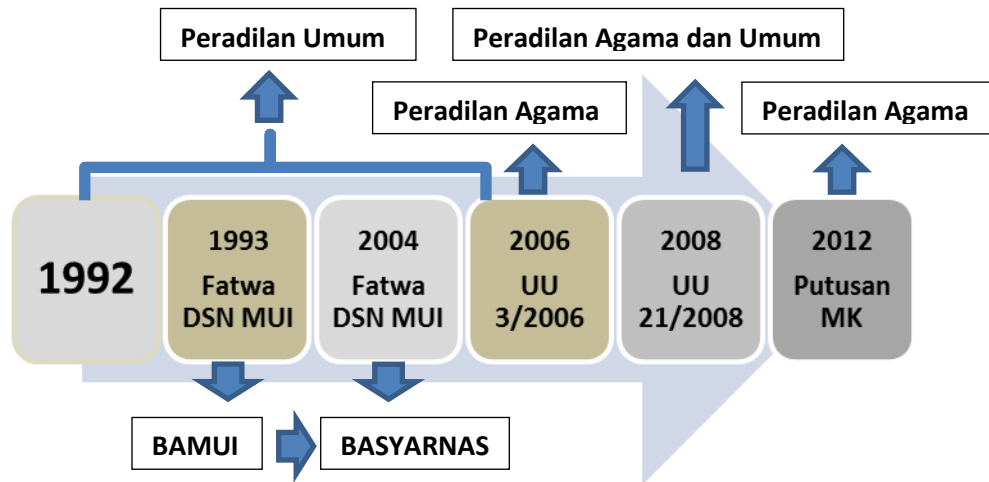 Peradilan Umum
Peradilan Agama dan Umum
Peradilan Agama
Peradilan Agama
1992
1993
Fatwa
DSN MUI
2004
Fatwa
DSN MUI
2006
UU
3/2006
2008
UU
21/2008
2012
Putusan
MK
BAMUI
BASYARNAS